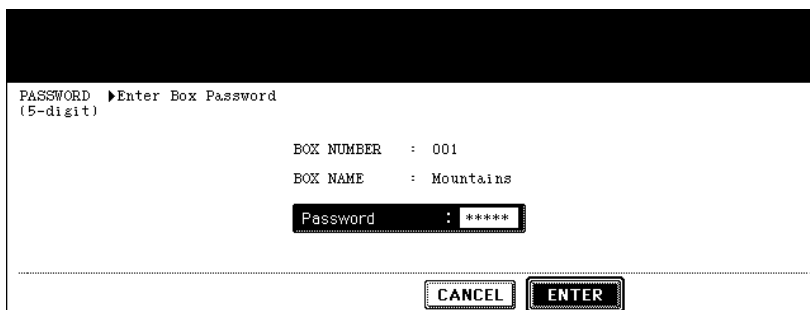 PASSWORD ▶Enter Box Password
(5-digit)
BOX NUMBER : 001
BOX NAME : Mountains
Password : *****
CANCEL ENTER